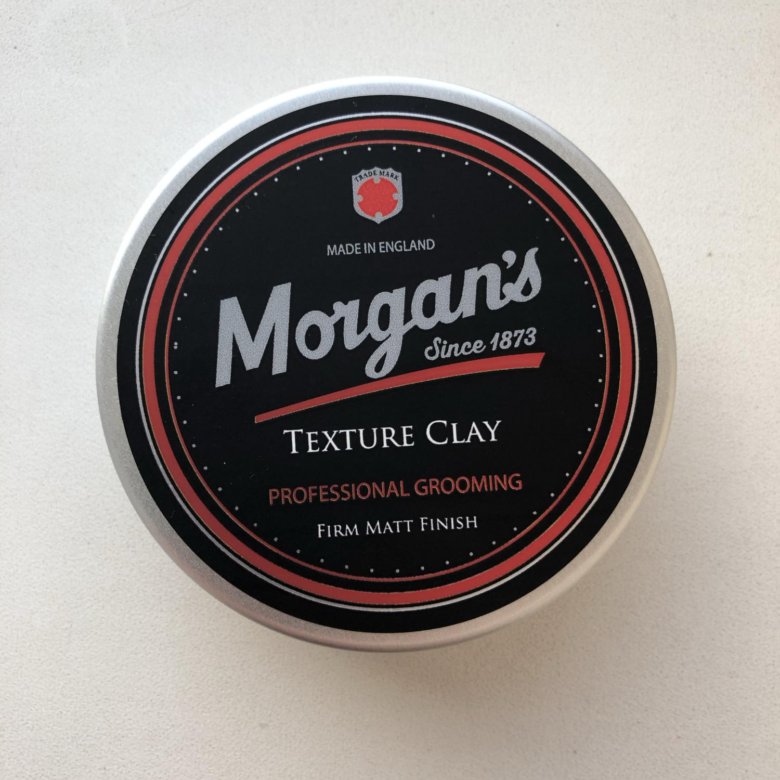 TRADE MARK
MADE IN ENGLAND
Morgan's
Since 1873
TEXTURE CLAY
PROFESSIONAL GROOMING
FIRM MATT FINISH